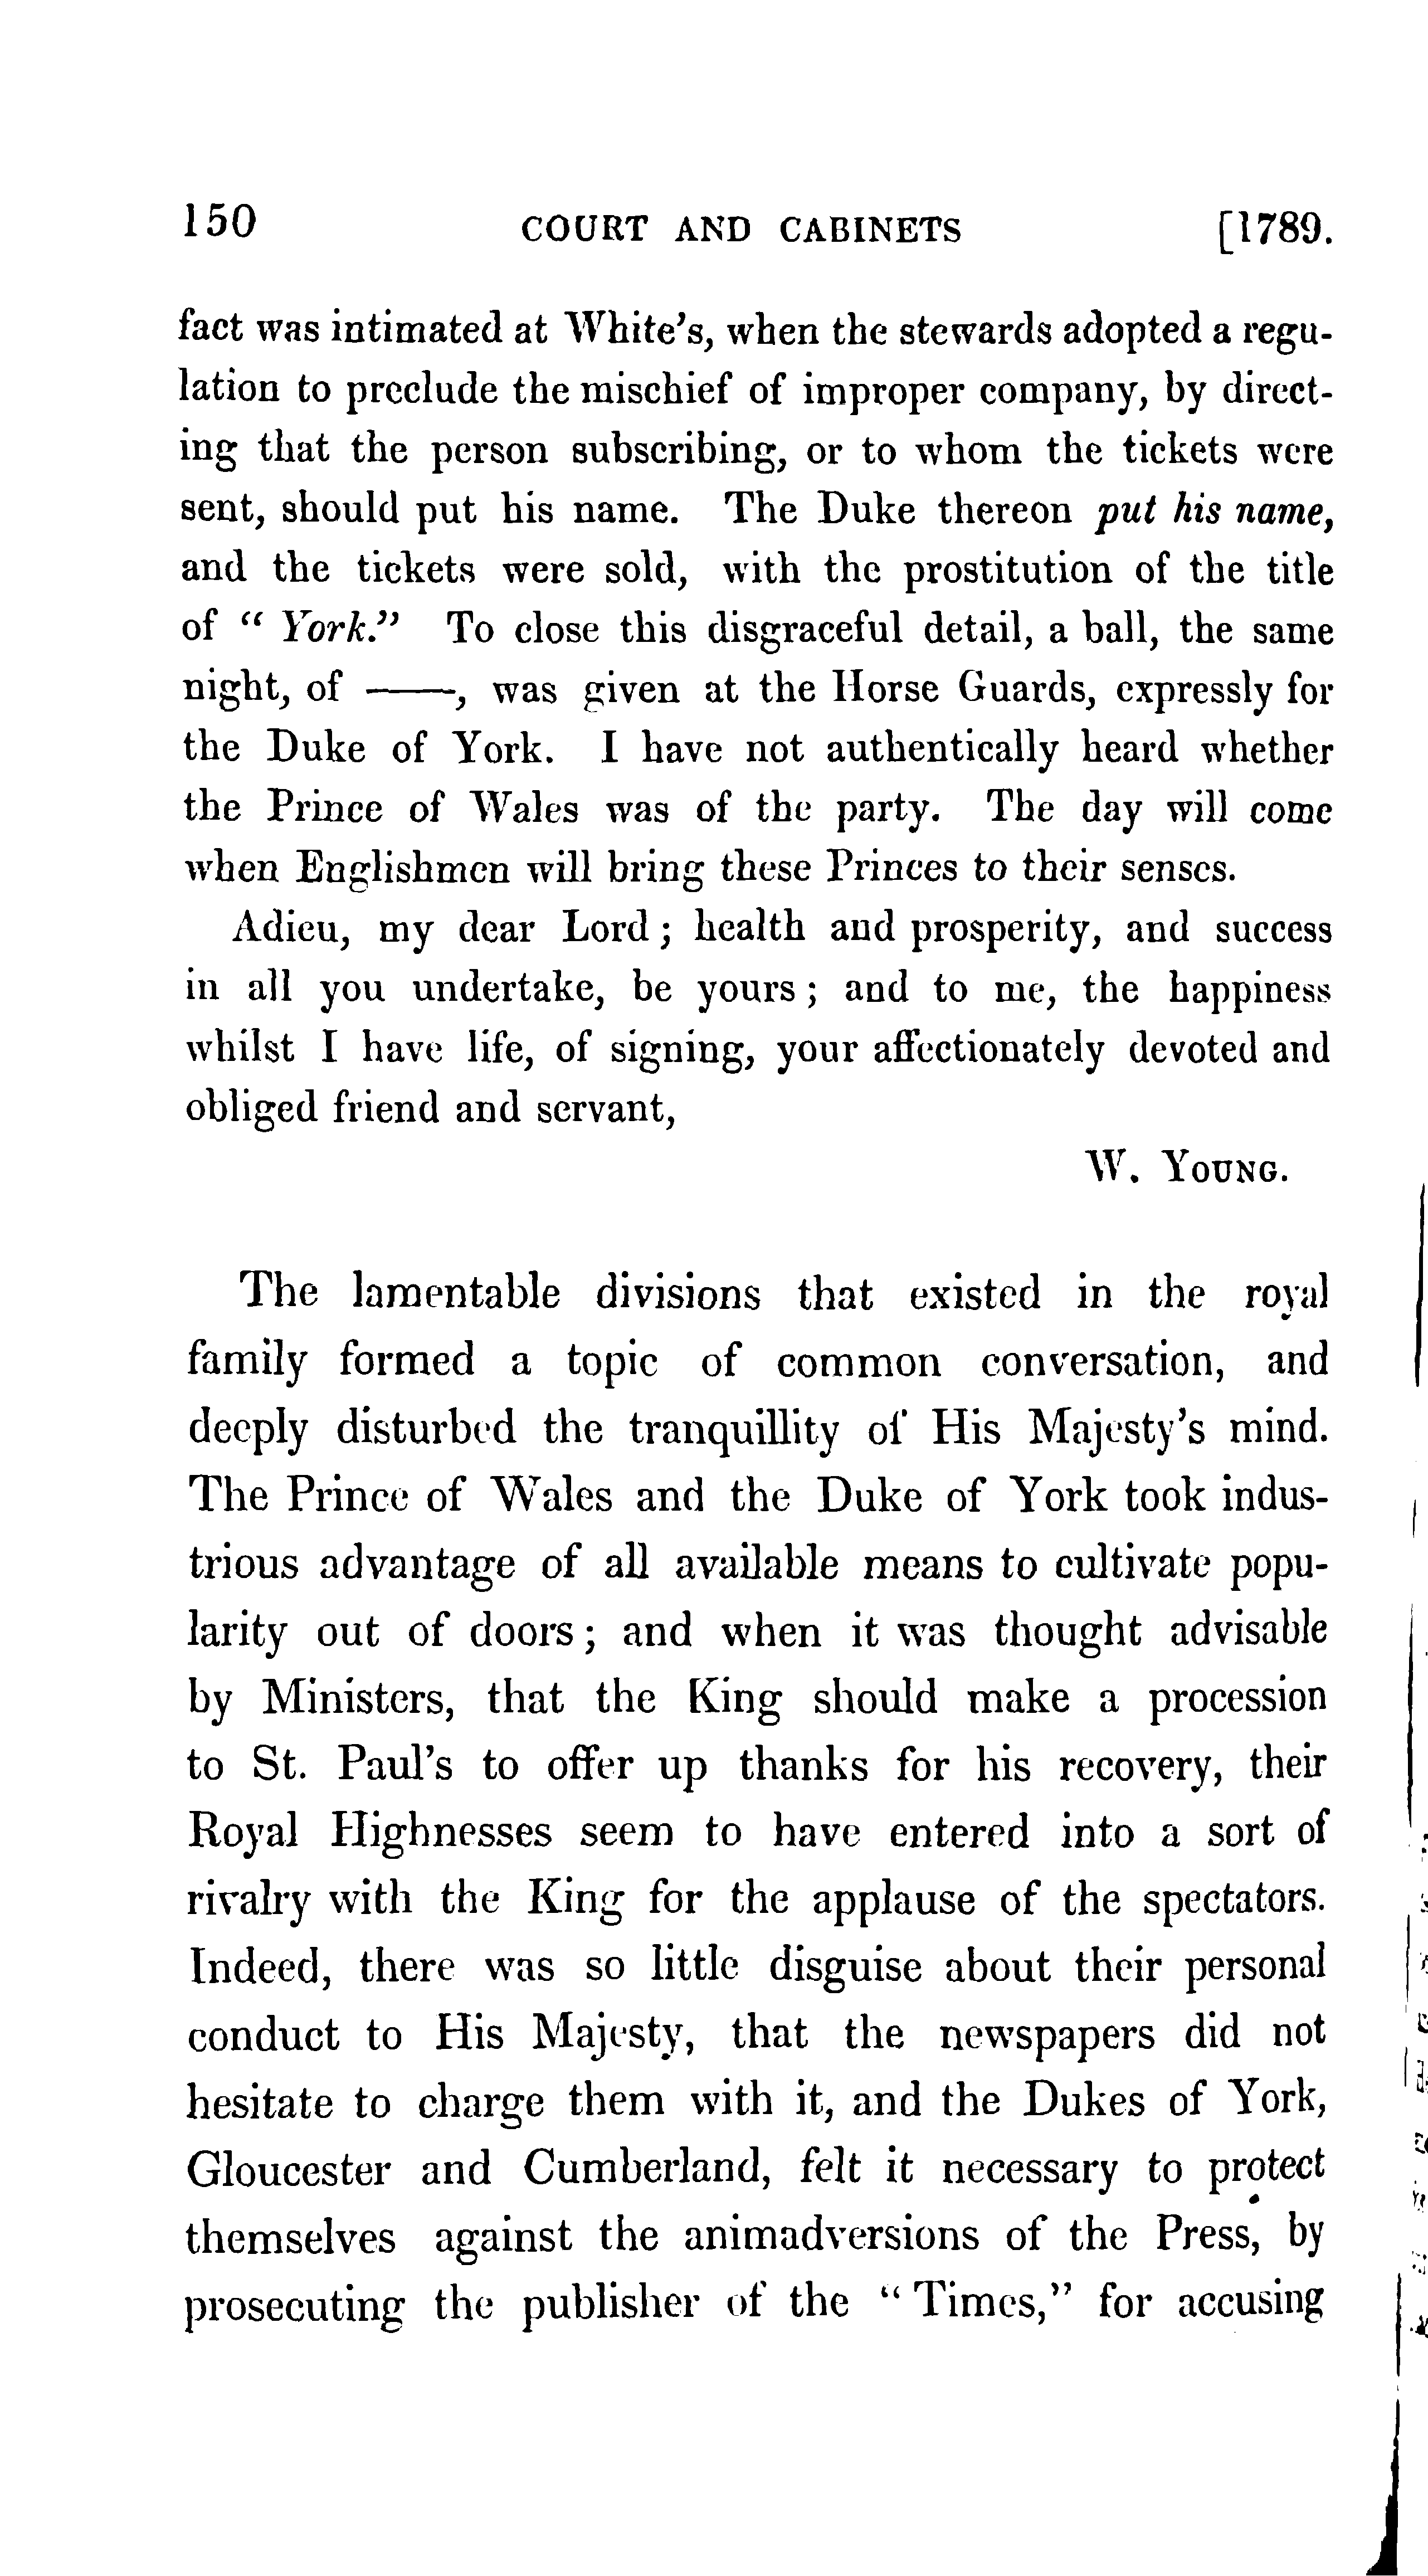 150 COURT AND CABINETS [1789.
fact was intimated at White's, when the stewards adopted a regu-
lation to preclude the mischief of improper company, by direct-
ing that the person subscribing, or to whom the tickets were
sent, should put his name. The Duke thereon put his name,
and the tickets were sold, with the prostitution of the title
of "York." To close this disgraceful detail, a ball, the same
night, of ——, was given at the Horse Guards, expressly for
the Duke of York. I have not authentically heard whether
the Prince of Wales was of the party. The day will come
when Englishmen will bring these Princes to their senses.
Adieu, my dear Lord; health and prosperity, and success
in all you undertake, be yours; and to me, the happiness
whilst I have life, of signing, your affectionately devoted and
obliged friend and servant,
W. YOUNG.
The lamentable divisions that existed in the royal
family formed a topic of common conversation, and
deeply disturbed the tranquillity of His Majesty's mind.
The Prince of Wales and the Duke of York took indus-
trious advantage of all available means to cultivate popu-
larity out of doors; and when it was thought advisable
by Ministers, that the King should make a procession
to St. Paul's to offer up thanks for his recovery, their
Royal Highnesses seem to have entered into a sort of
rivalry with the King for the applause of the spectators.
Indeed, there was so little disguise about their personal
conduct to His Majesty, that the newspapers did not
hesitate to charge them with it, and the Dukes of York,
Gloucester and Cumberland, felt it necessary to protect
themselves against the animadversions of the Press, by
prosecuting the publisher of the "Times," for accusing